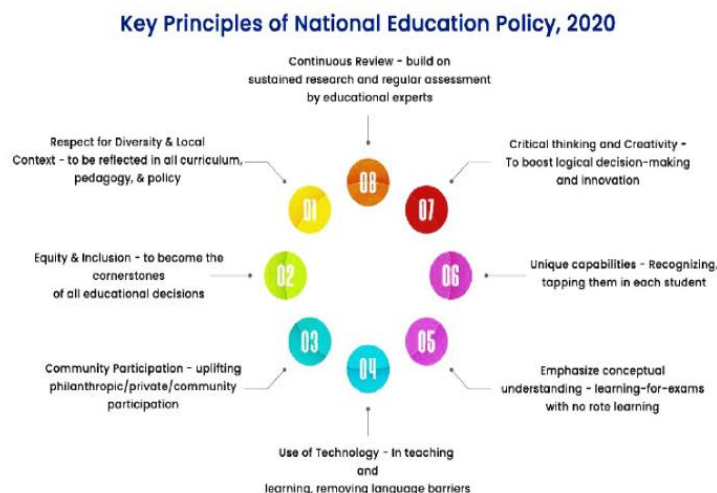 Key Principles of National Education Policy, 2020
Continuous Review - build on
sustained research and regular assessment
by educational experts
Respect for Diversity & Local
Context - to be reflected in all curriculum,
pedagogy, & policy
Critical thinking and Creativity -
To boost logical decision-making
and innovation
08
01
07
Equity & Inclusion - to become the
cornerstones
of all educational decisions
02
06
Unique capabilities - Recognizing,
tapping them in each student
03
05
04
Community Participation - uplifting
philanthropic/private/community
participation
Emphasize conceptual
understanding - learning-for-exams
with no rote learning
Use of Technology - In teaching
and
learning, removing language barriers